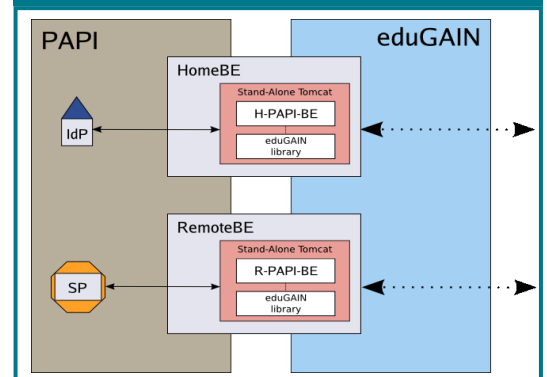 PAPI
eduGAIN
HomeBE
Stand-Alone Tomcat
H-PAPI-BE
IdP
eduGAIN
library
RemoteBE
Stand-Alone Tomcat
R-PAPI-BE
SP
eduGAIN
library